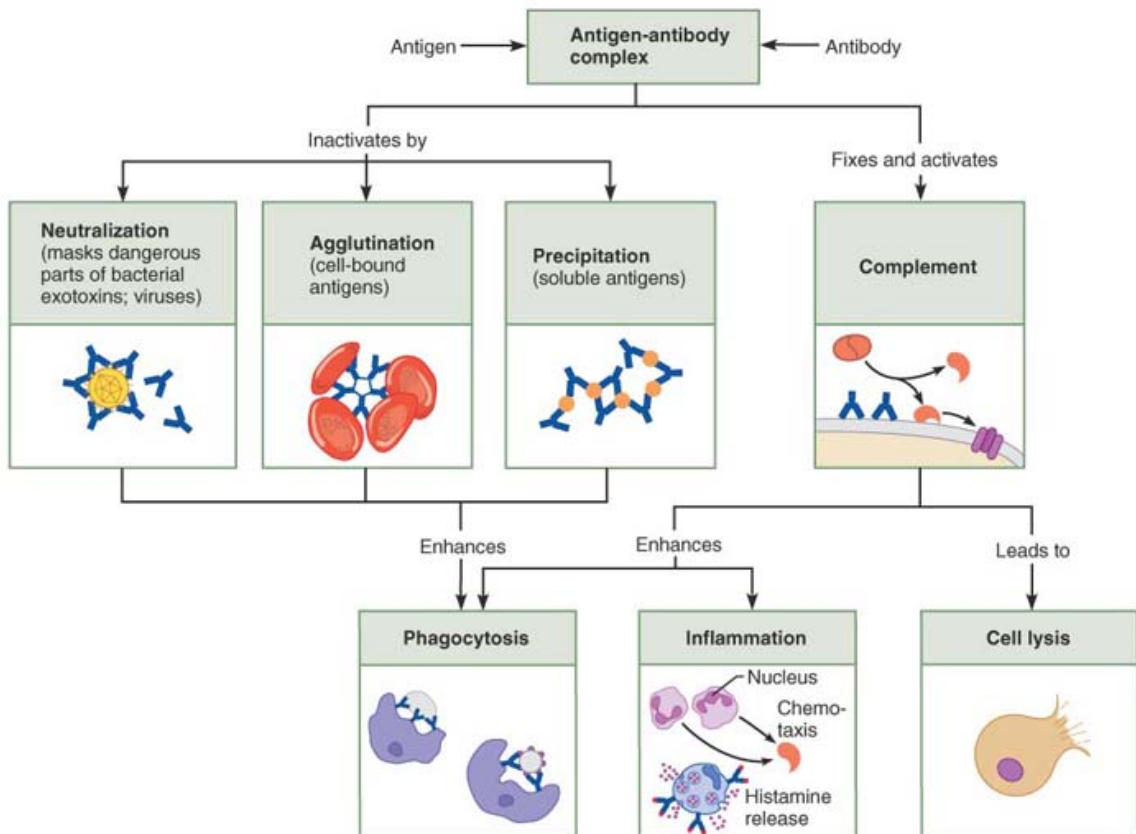 Antigen
Antigen-antibody
complex
Antibody
Inactivates by
Fixes and activates
Neutralization
(masks dangerous
parts of bacterial
exotoxins; viruses)
Agglutination
(cell-bound
antigens)
Precipitation
(soluble antigens)
Complement
Enhances
Enhances
Leads to
Phagocytosis
Inflammation
Cell lysis
Nucleus
Chemo-
taxis
Histamine
release